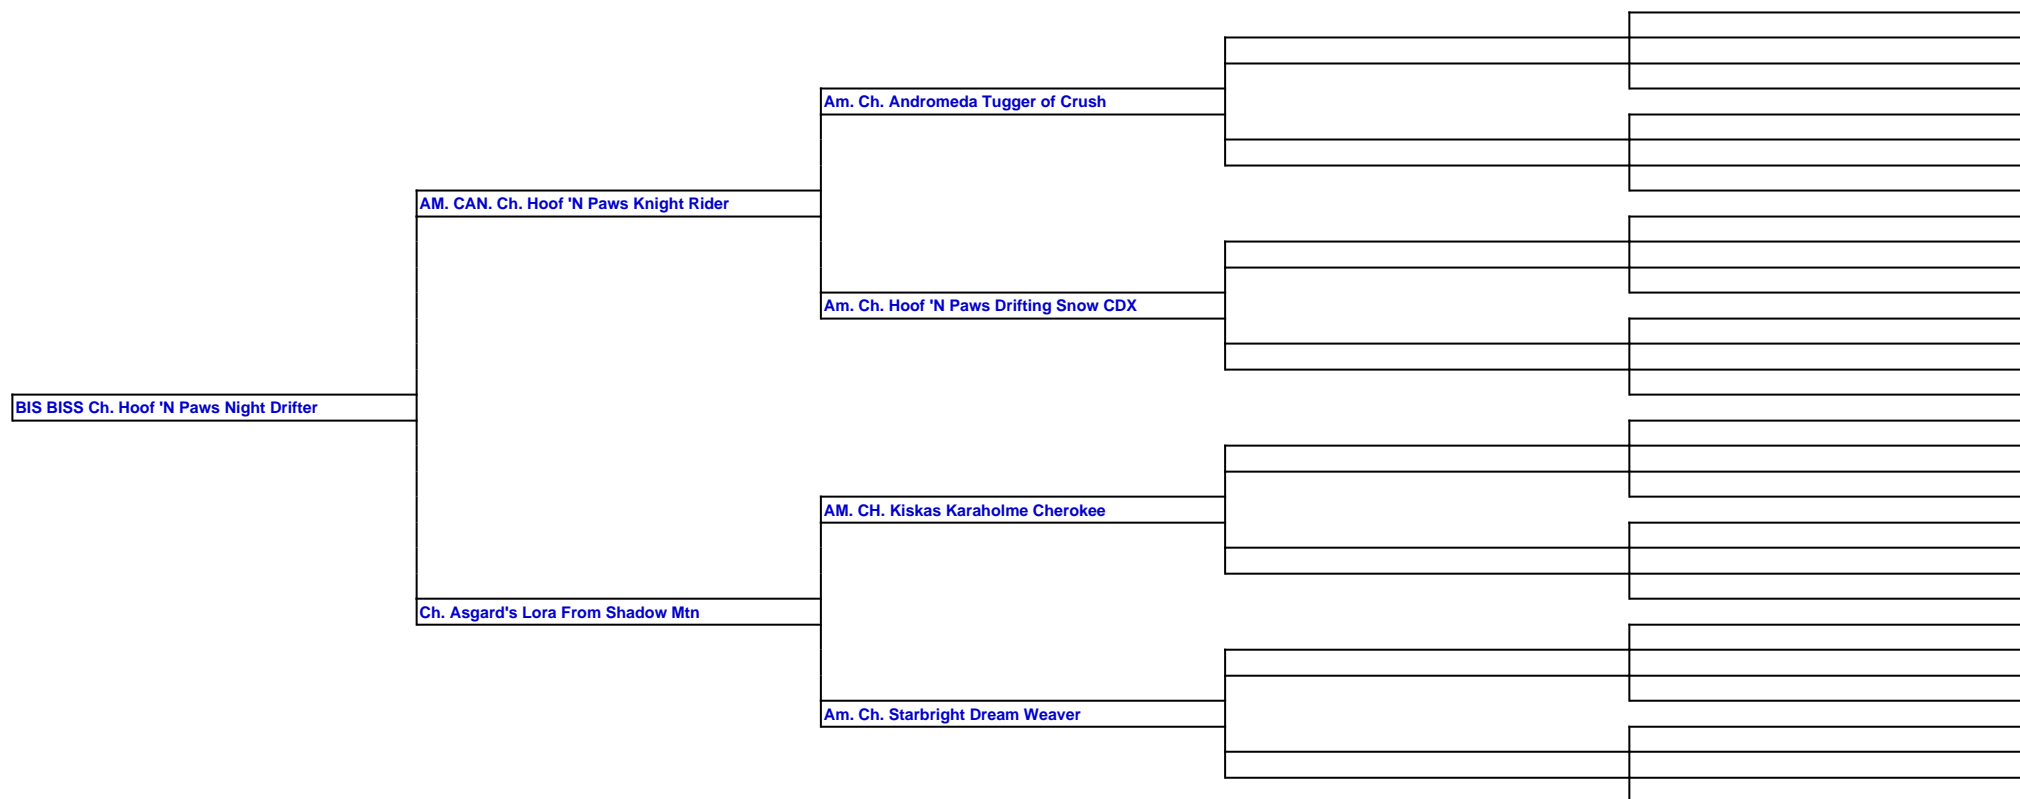 Am. Ch. Andromeda Tugger of Crush
AM. CAN. Ch. Hoof 'N Paws Knight Rider
Am. Ch. Hoof 'N Paws Drifting Snow CDX
BIS BISS Ch. Hoof 'N Paws Night Drifter
AM. CH. Kiskas Karaholme Cherokee
Ch. Asgard's Lora From Shadow Mtn
Am. Ch. Starbright Dream Weaver